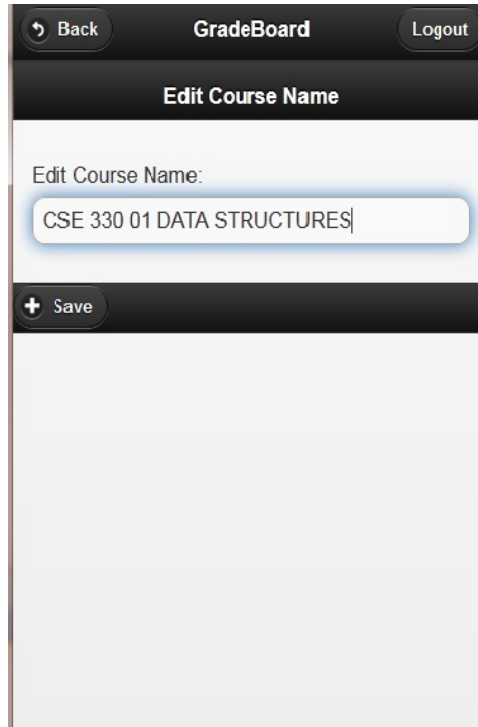 Back GradeBoard Logout
Edit Course Name
Edit Course Name:
CSE 330 01 DATA STRUCTURES
Save